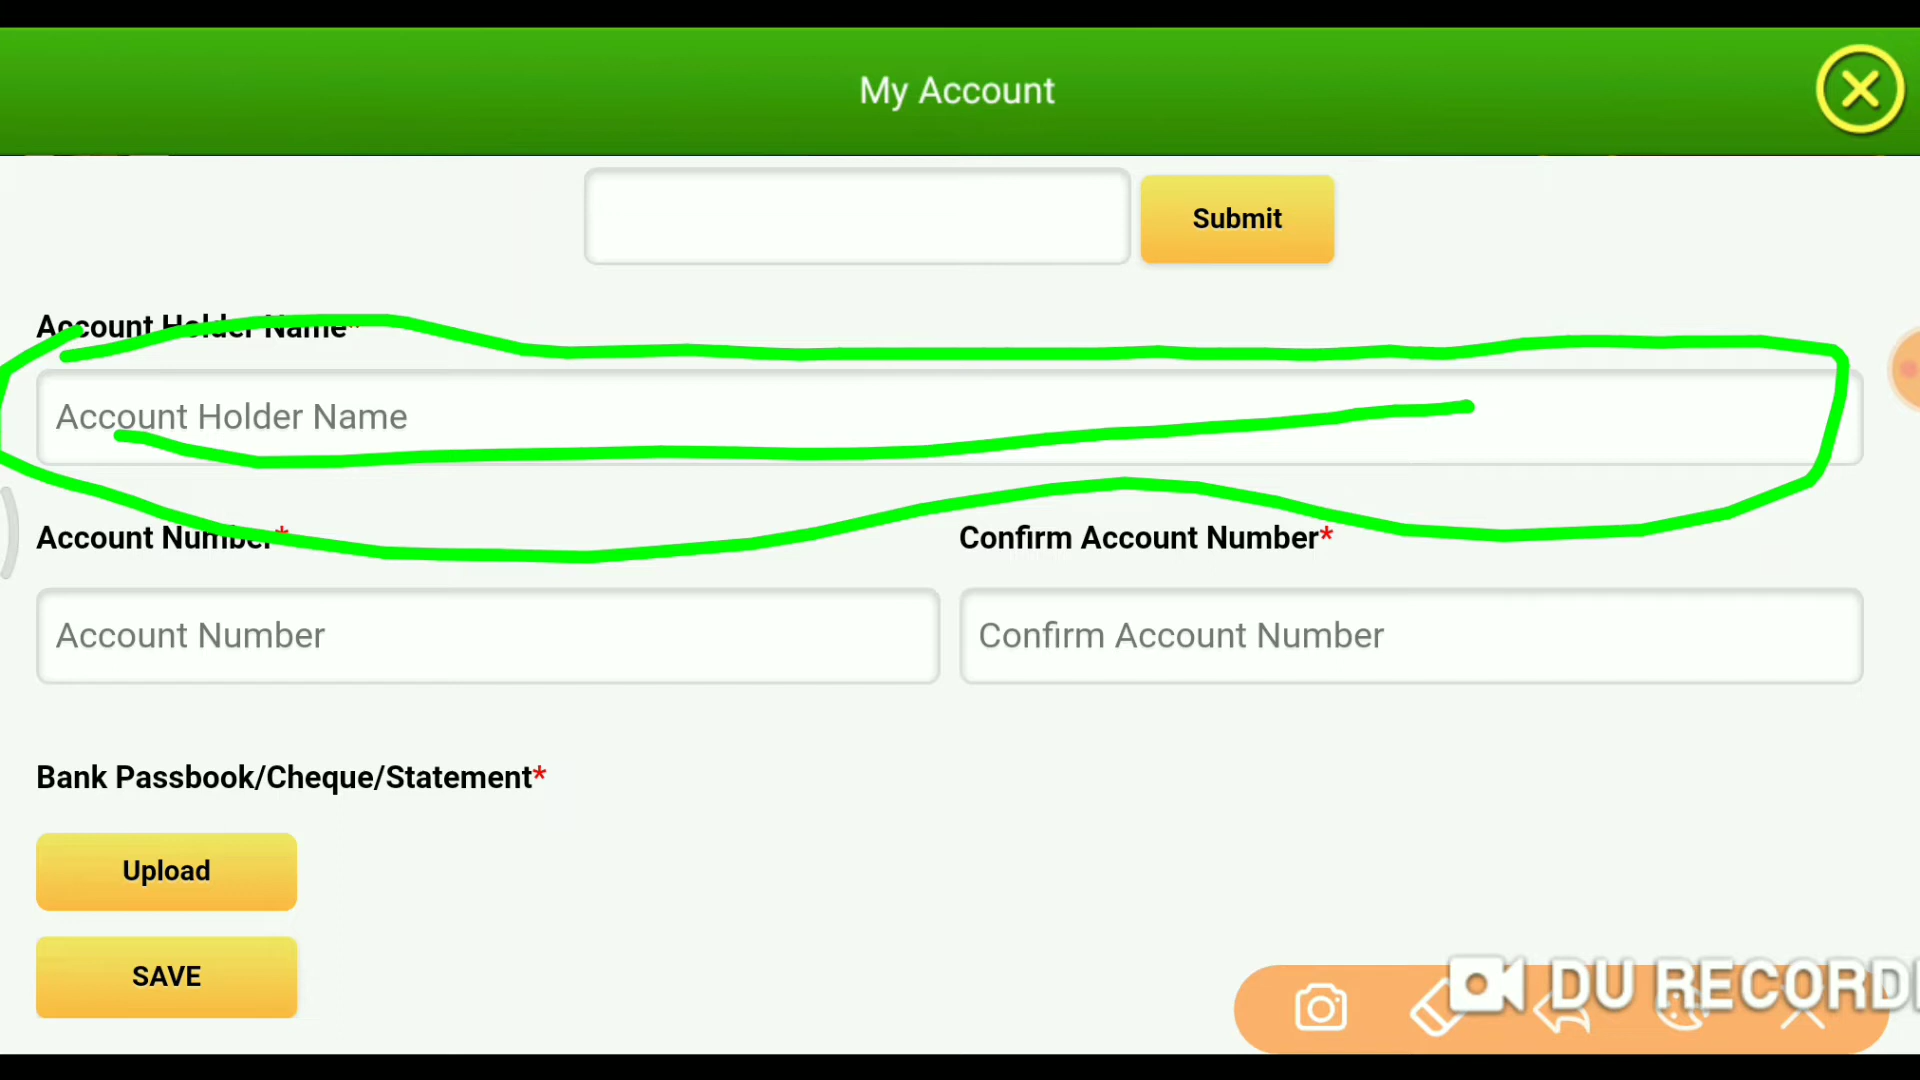 My Account
Submit
Account Holder Name*
Account Holder Name
Account Number*
Confirm Account Number*
Account Number
Confirm Account Number
Bank Passbook/Cheque/Statement*
Upload
SAVE
DU RECORD